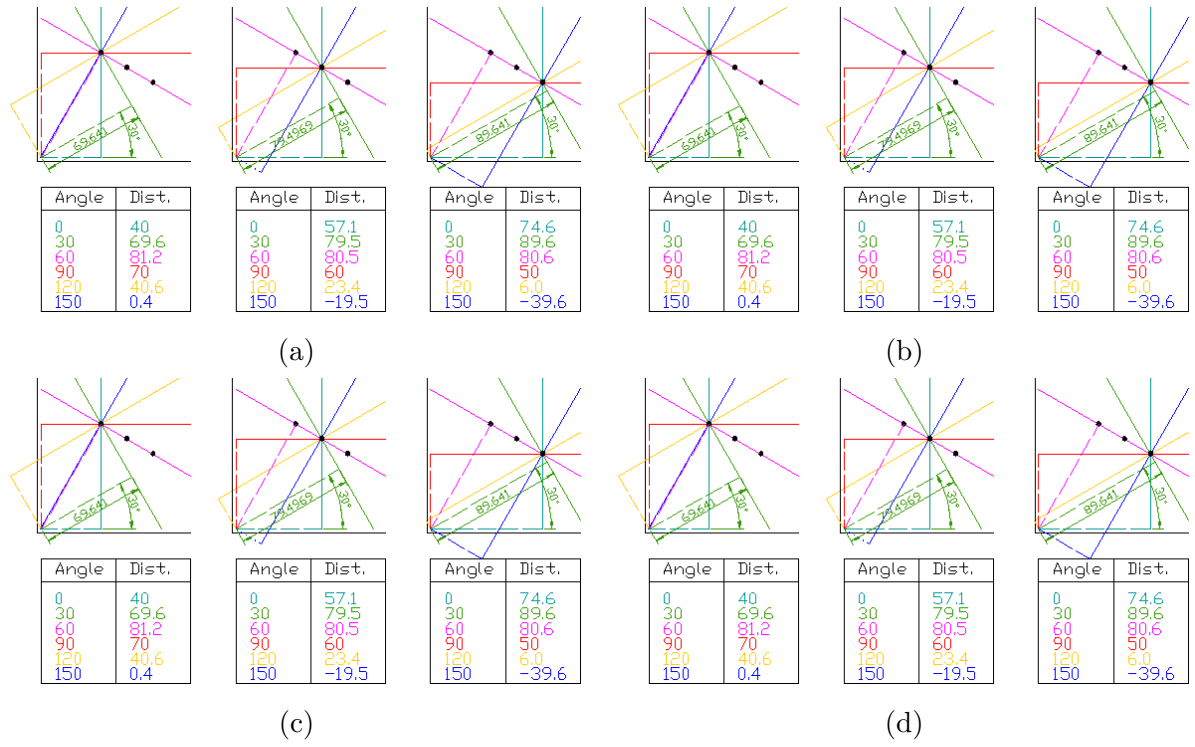 69.641 30° 79.4969 30° 89.641 30° 69.641 30° 79.4969 30° 89.641 30°
Angle Dist. Angle Dist. Angle Dist. Angle Dist. Angle Dist. Angle Dist.
0 40 0 57.1 0 74.6 0 40 0 57.1 0 74.6
30 69.6 30 79.5 30 89.6 30 69.6 30 79.5 30 89.6
60 81.2 60 80.5 60 80.6 60 81.2 60 80.5 60 80.6
90 70 90 60 90 50 90 70 90 60 90 50
120 40.6 120 23.4 120 6.0 120 40.6 120 23.4 120 6.0
150 0.4 150 -19.5 150 -39.6 150 0.4 150 -19.5 150 -39.6
(a) (b)
69.641 30° 79.4969 30° 89.641 30° 69.641 30° 79.4969 30° 89.641 30°
Angle Dist. Angle Dist. Angle Dist. Angle Dist. Angle Dist. Angle Dist.
0 40 0 57.1 0 74.6 0 40 0 57.1 0 74.6
30 69.6 30 79.5 30 89.6 30 69.6 30 79.5 30 89.6
60 81.2 60 80.5 60 80.6 60 81.2 60 80.5 60 80.6
90 70 90 60 90 50 90 70 90 60 90 50
120 40.6 120 23.4 120 6.0 120 40.6 120 23.4 120 6.0
150 0.4 150 -19.5 150 -39.6 150 0.4 150 -19.5 150 -39.6
(c) (d)